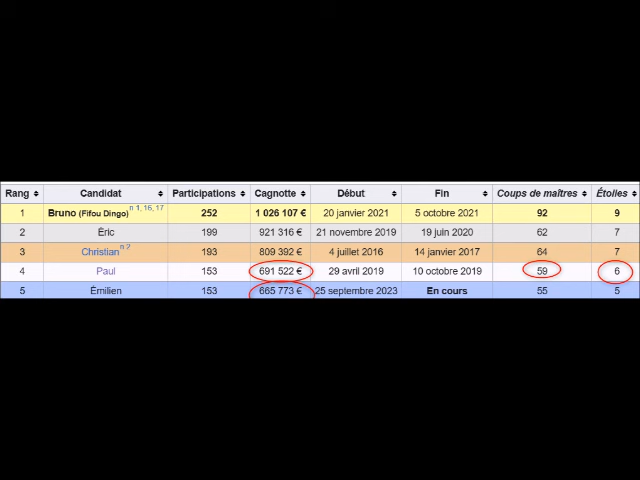 Rang Candidat Participations Cagnotte Début Fin Coups de maîtres Étoiles
1 Bruno (Fifou Dingo) n 1, 16, 17 252 1 026 107 € 20 janvier 2021 5 octobre 2021 92 9
2 Éric 199 921 316 € 21 novembre 2019 19 juin 2020 62 7
3 Christian n 2 193 809 392 € 4 juillet 2016 14 janvier 2017 64 7
4 Paul 153 691 522 € 29 avril 2019 10 octobre 2019 59 6
5 Émilien 153 665 773 € 25 septembre 2023 En cours 55 5